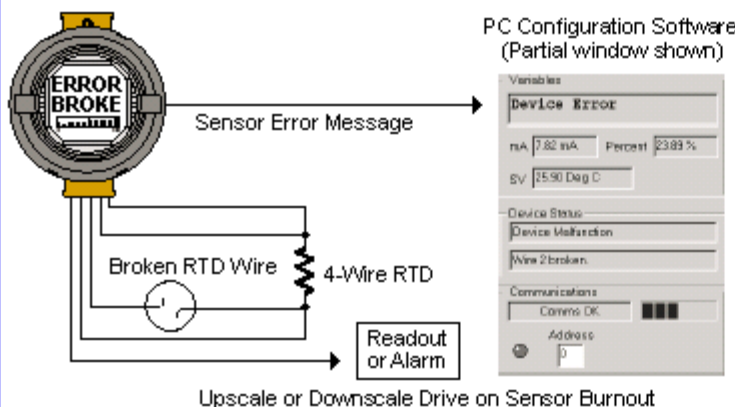 PC Configuration Software
(Partial window shown)
ERROR
BROKE
Sensor Error Message
Variables
Device Error
mA 7.82 mA Percent 23.89 %
SV 25.90 Deg C
Device Status
Device Malfunction
Wire 2 broken.
Communications
Comms OK
Address
0
Broken RTD Wire
4-Wire RTD
Readout
or Alarm
Upscale or Downscale Drive on Sensor Burnout